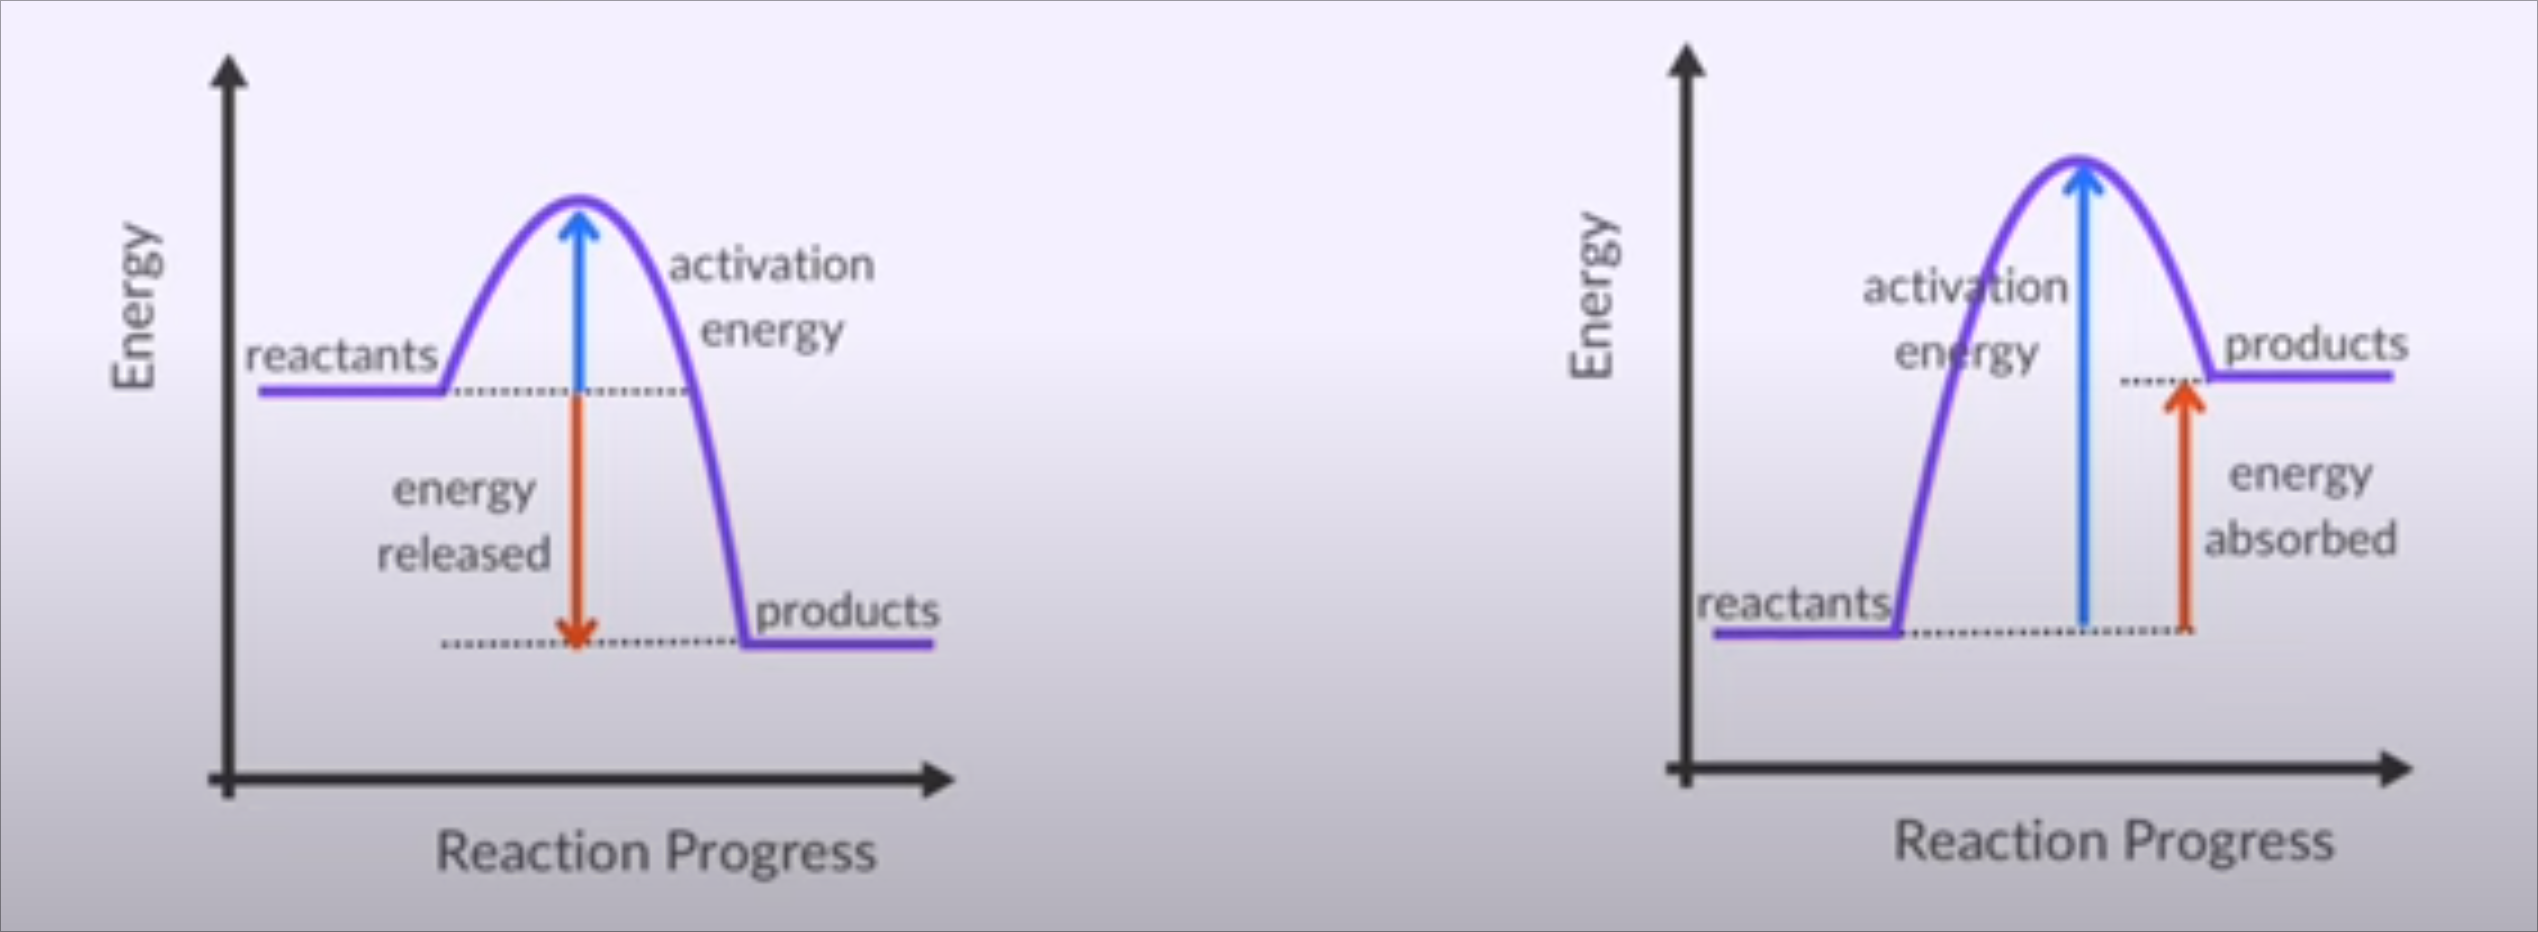 Energy
activation
energy
reactants
energy
released
products
Reaction Progress
Energy
activation
energy
products
energy
absorbed
reactants
Reaction Progress